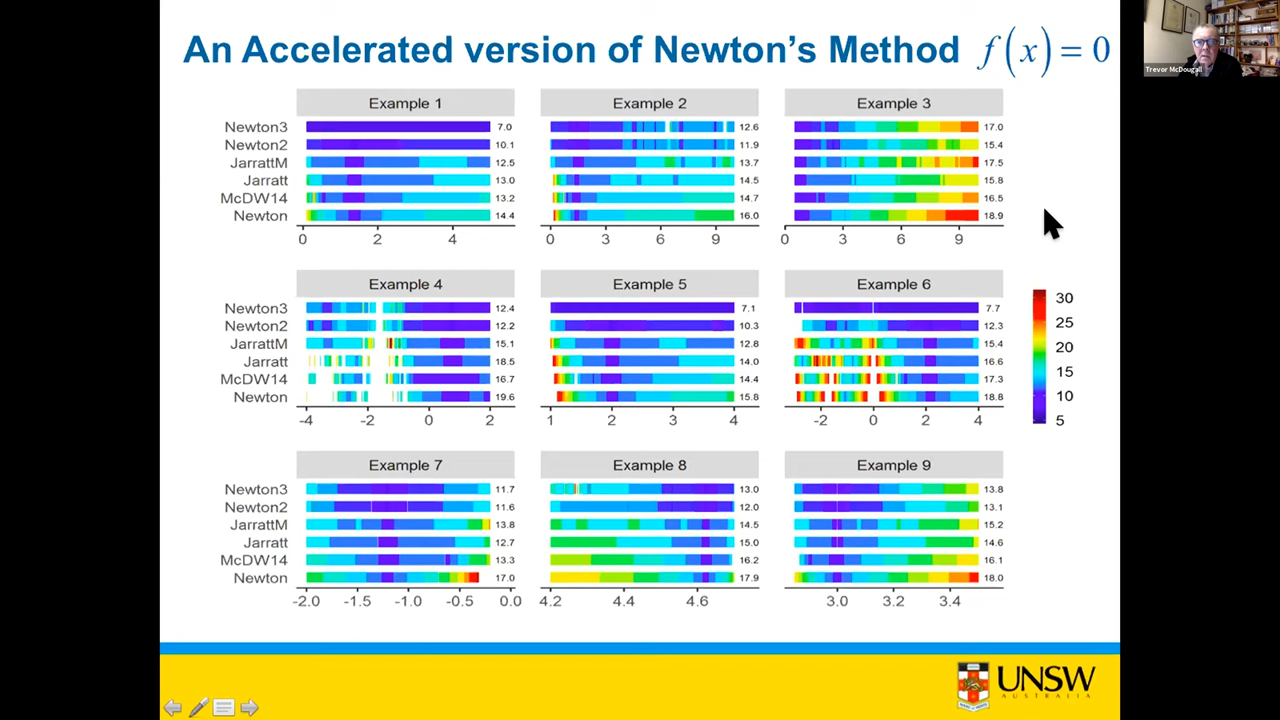 An Accelerated version of Newton's Method f(x) = 0
Trevor McDougall
Example 1 Example 2 Example 3
Newton3 7.0 12.6 17.0
Newton2 10.1 11.9 15.4
JarrattM 12.5 13.7 17.5
Jarratt 13.0 14.5 15.8
McDW14 13.2 14.7 16.5
Newton 14.4 16.0 18.9
0 2 4 0 3 6 9 0 3 6 9
Example 4 Example 5 Example 6
Newton3 12.4 7.1 7.7
Newton2 12.2 10.3 12.3
JarrattM 15.1 12.8 15.4
Jarratt 18.5 14.0 16.6
McDW14 16.7 14.4 17.3
Newton 19.6 15.8 18.8
-4 -2 0 2 1 2 3 4 -2 0 2 4
30
25
20
15
10
5
Example 7 Example 8 Example 9
Newton3 11.7 13.0 13.8
Newton2 11.6 12.0 13.1
JarrattM 13.8 14.5 15.2
Jarratt 12.7 15.0 14.6
McDW14 13.3 16.2 16.1
Newton 17.0 17.9 18.0
-2.0 -1.5 -1.0 -0.5 0.0 4.2 4.4 4.6 3.0 3.2 3.4
UNSW
AUSTRALIA